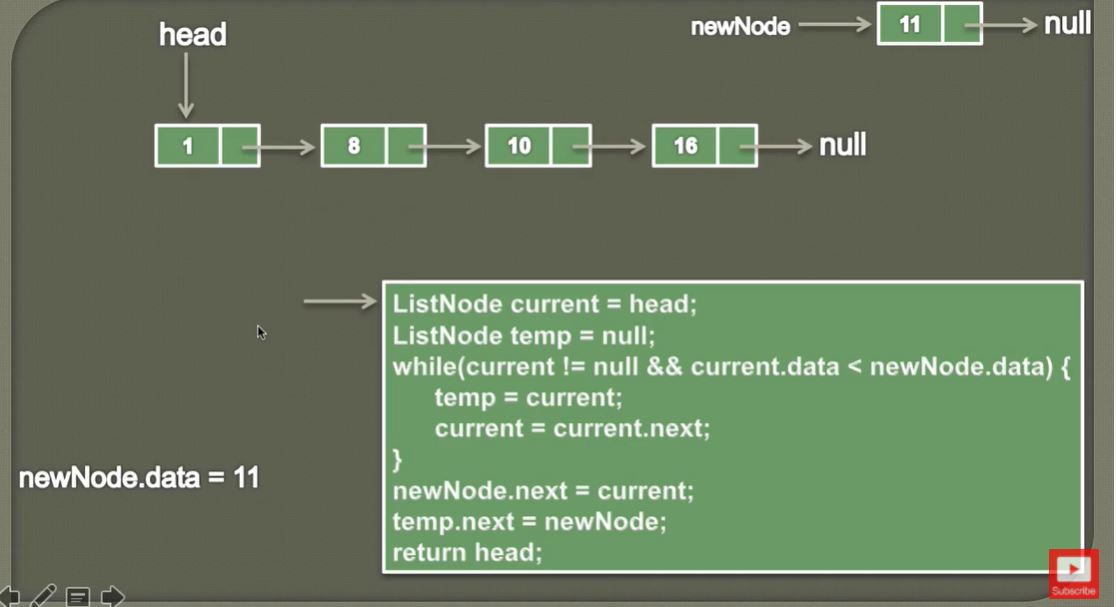 head
newNode 11 null
1 8 10 16 null
ListNode current = head;
ListNode temp = null;
while(current != null && current.data < newNode.data) {
temp = current;
current = current.next;
}
newNode.data = 11
newNode.next = current;
temp.next = newNode;
return head;
Subscribe